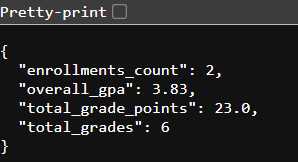 Pretty-print
{
  "enrollments_count": 2,
  "overall_gpa": 3.83,
  "total_grade_points": 23.0,
  "total_grades": 6
}